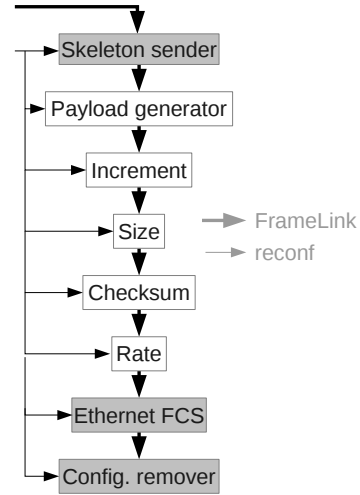 Skeleton sender
Payload generator
Increment
Size
Checksum
Rate
Ethernet FCS
Config. remover
FrameLink
reconf